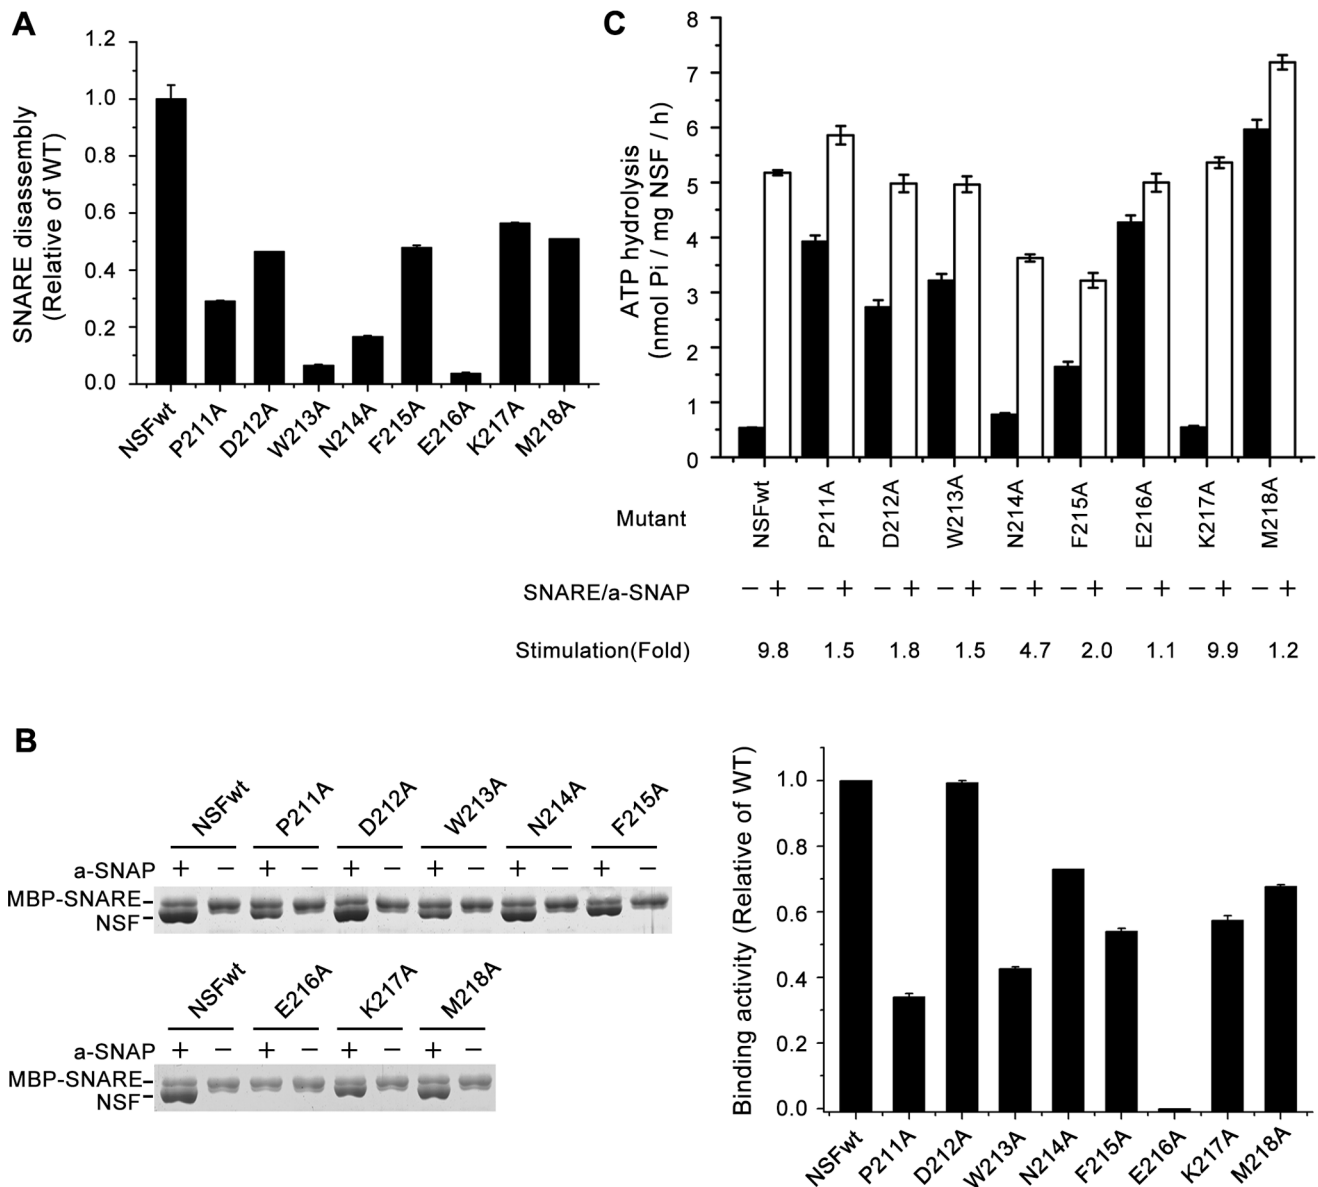 A
SNARE disassembly
(Relative of WT)
1.2
1.0
0.8
0.6
0.4
0.2
0.0
NSFwt P211A D212A W213A N214A F215A E216A K217A M218A
C
ATP hydrolysis
(nmol Pi / mg NSF / h)
8
7
6
5
4
3
2
1
0
Mutant NSFwt P211A D212A W213A N214A F215A E216A K217A M218A
SNARE/a-SNAP − + − + − + − + − + − + − + − + − +
Stimulation(Fold) 9.8 1.5 1.8 1.5 4.7 2.0 1.1 9.9 1.2
B
NSFwt P211A D212A W213A N214A F215A
a-SNAP + − + − + − + − + − + −
MBP-SNARE
NSF
NSFwt E216A K217A M218A
a-SNAP + − + − + − + −
MBP-SNARE
NSF
Binding activity (Relative of WT)
1.0
0.8
0.6
0.4
0.2
0.0
NSFwt P211A D212A W213A N214A F215A E216A K217A M218A